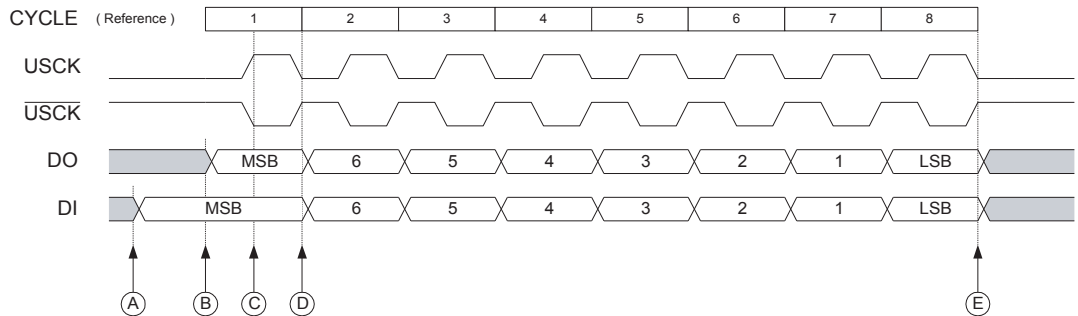 CYCLE ( Reference ) 1 2 3 4 5 6 7 8
USCK
USCK
DO MSB 6 5 4 3 2 1 LSB
DI MSB 6 5 4 3 2 1 LSB
A B C D E